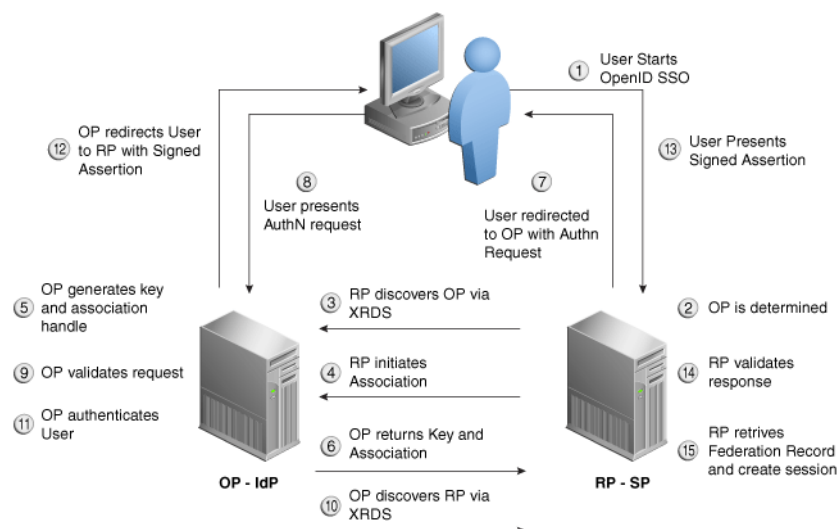 1 User Starts
OpenID SSO
12 OP redirects User
to RP with Signed
Assertion
13 User Presents
Signed Assertion
8
User presents
AuthN request
7
User redirected
to OP with Authn
Request
5 OP generates key
and association
handle
3 RP discovers OP via
XRDS
2 OP is determined
9 OP validates request
4 RP initiates
Association
14 RP validates
response
11 OP authenticates
User
6 OP returns Key and
Association
15 RP retrives
Federation Record
and create session
OP - IdP
RP - SP
10 OP discovers RP via
XRDS